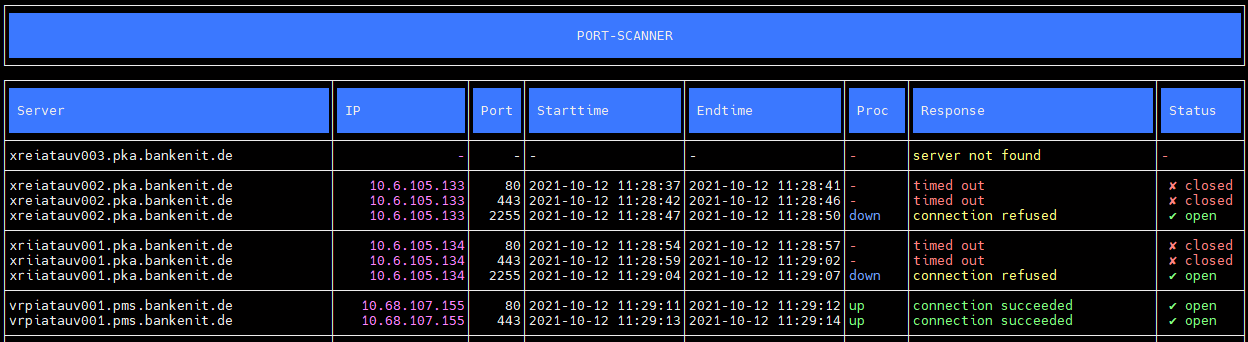 PORT-SCANNER
Server IP Port Starttime Endtime Proc Response Status
xreiatauv003.pka.bankenit.de - - - - - server not found -
xreiatauv002.pka.bankenit.de 10.6.105.133 80 2021-10-12 11:28:37 2021-10-12 11:28:41 - timed out ✘ closed
xreiatauv002.pka.bankenit.de 10.6.105.133 443 2021-10-12 11:28:42 2021-10-12 11:28:46 - timed out ✘ closed
xreiatauv002.pka.bankenit.de 10.6.105.133 2255 2021-10-12 11:28:47 2021-10-12 11:28:50 down connection refused ✔ open
xriiatauv001.pka.bankenit.de 10.6.105.134 80 2021-10-12 11:28:54 2021-10-12 11:28:57 - timed out ✘ closed
xriiatauv001.pka.bankenit.de 10.6.105.134 443 2021-10-12 11:28:59 2021-10-12 11:29:02 - timed out ✘ closed
xriiatauv001.pka.bankenit.de 10.6.105.134 2255 2021-10-12 11:29:04 2021-10-12 11:29:07 down connection refused ✔ open
vrpiatauv001.pms.bankenit.de 10.68.107.155 80 2021-10-12 11:29:11 2021-10-12 11:29:12 up connection succeeded ✔ open
vrpiatauv001.pms.bankenit.de 10.68.107.155 443 2021-10-12 11:29:13 2021-10-12 11:29:14 up connection succeeded ✔ open